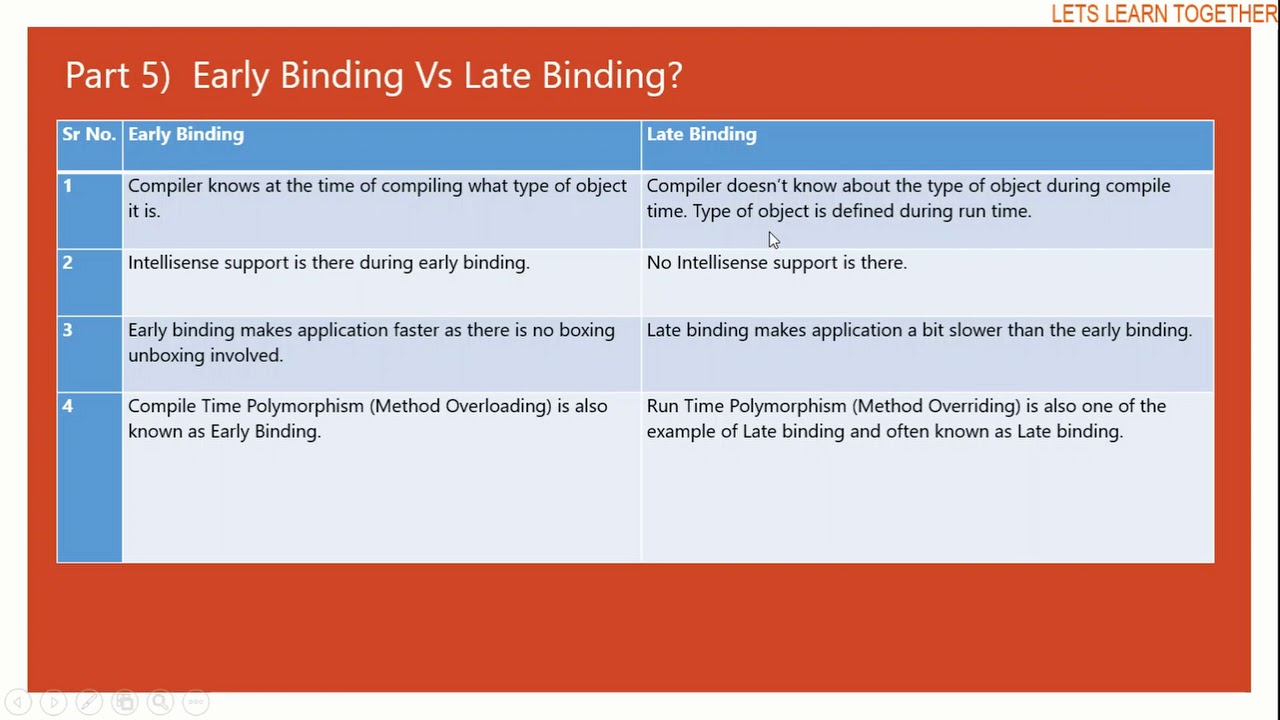 LETS LEARN TOGETHER
Part 5)  Early Binding Vs Late Binding?
Sr No. Early Binding Late Binding
1 Compiler knows at the time of compiling what type of object
it is.
Compiler doesn't know about the type of object during compile
time. Type of object is defined during run time.
2 Intellisense support is there during early binding. No Intellisense support is there.
3 Early binding makes application faster as there is no boxing
unboxing involved.
Late binding makes application a bit slower than the early binding.
4 Compile Time Polymorphism (Method Overloading) is also
known as Early Binding.
Run Time Polymorphism (Method Overriding) is also one of the
example of Late binding and often known as Late binding.